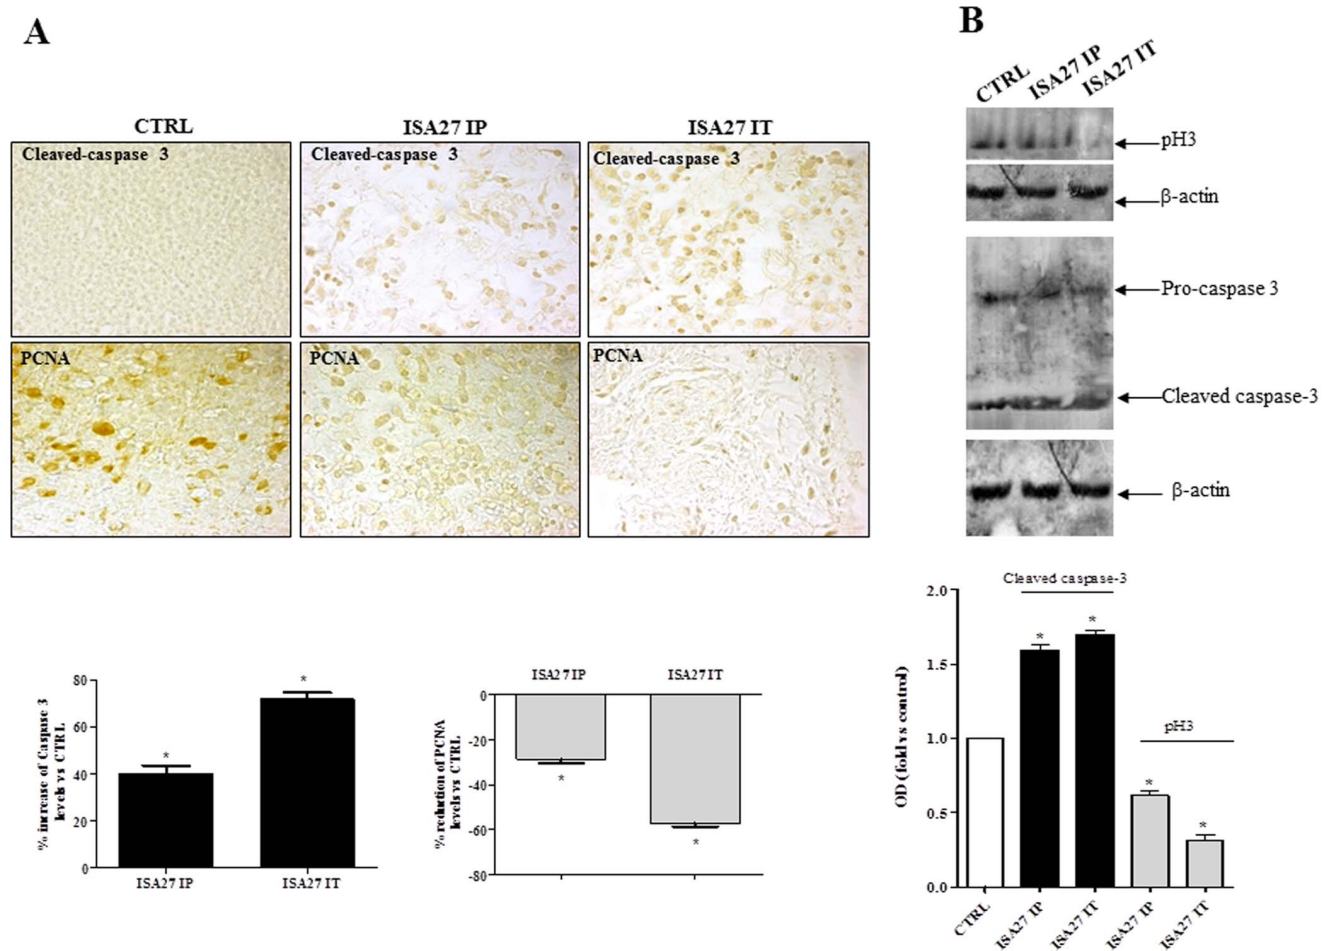 A
CTRL
ISA27 IP
ISA27 IT
Cleaved-caspase 3
Cleaved-caspase 3
Cleaved-caspase 3
PCNA
PCNA
PCNA
% increase of Caspase 3
levels vs CTRL
80
60
40
20
0
ISA27 IP
ISA27 IT
*
*
% reduction of PCNA
levels vs CTRL
ISA27 IP
ISA27 IT
0
-20
-40
-60
-80
*
*
B
CTRL
ISA27 IP
ISA27 IT
pH3
β-actin
Pro-caspase 3
Cleaved caspase-3
β-actin
OD (fold vs control)
2.0
1.5
1.0
0.5
0.0
Cleaved caspase-3
*
*
pH3
*
*
CTRL
ISA27 IP
ISA27 IT
ISA27 IP
ISA27 IT